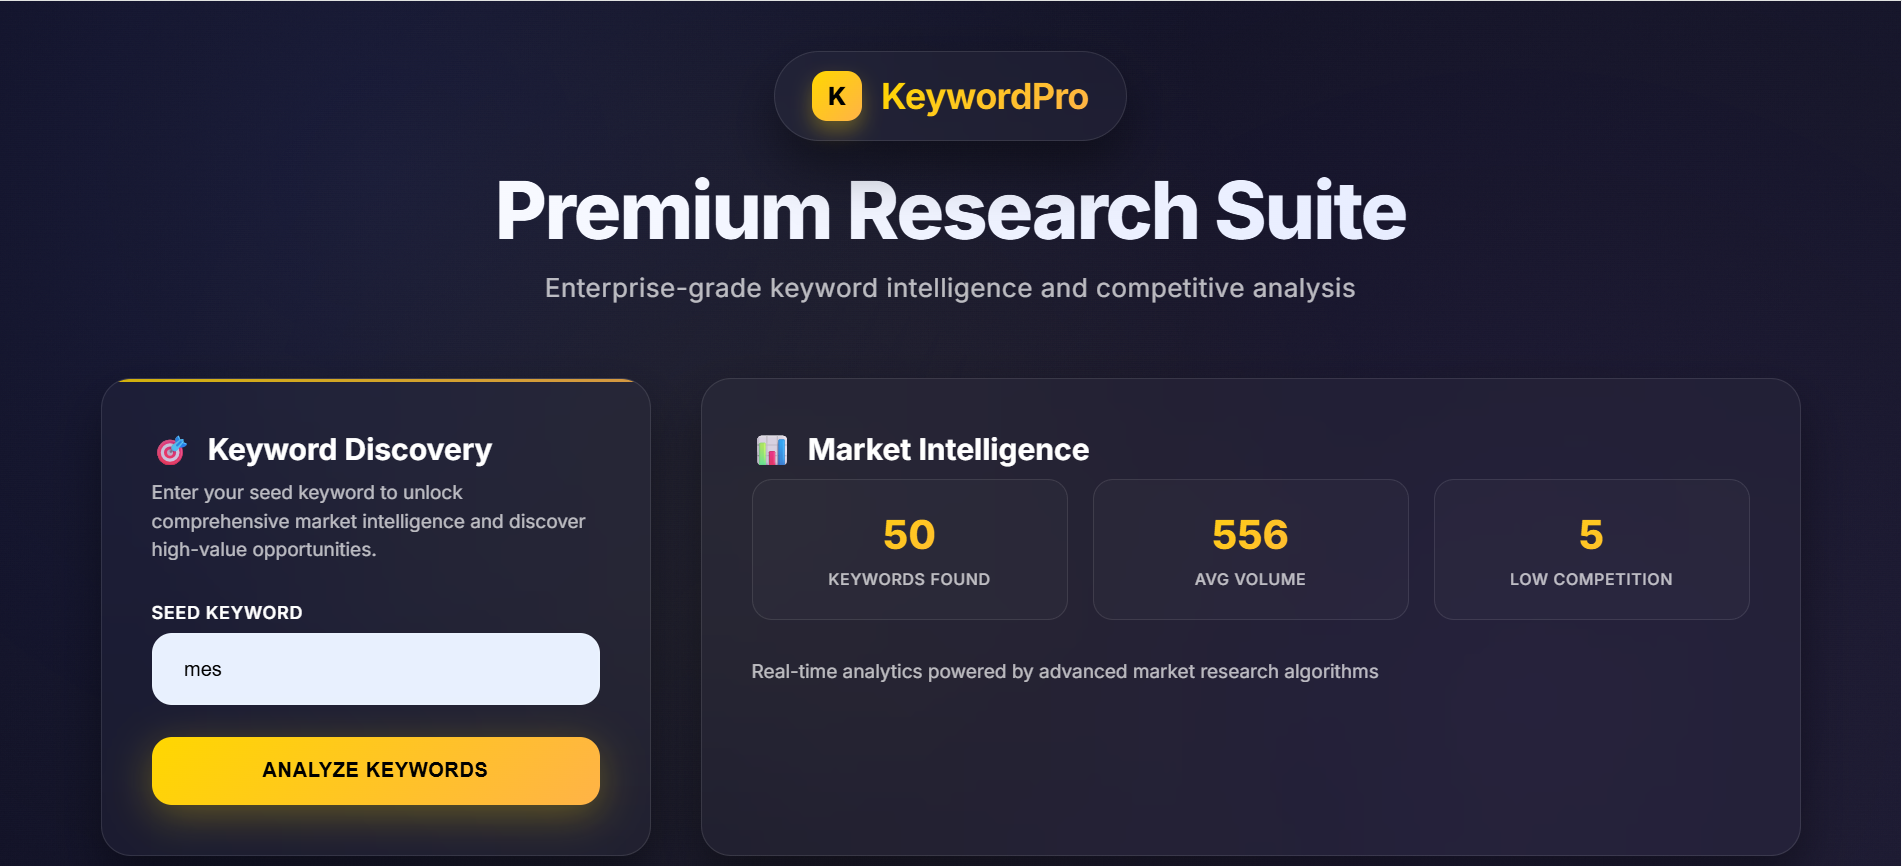 K KeywordPro
Premium Research Suite
Enterprise-grade keyword intelligence and competitive analysis
Keyword Discovery
Enter your seed keyword to unlock
comprehensive market intelligence and discover
high-value opportunities.
SEED KEYWORD
mes
ANALYZE KEYWORDS
Market Intelligence
50
KEYWORDS FOUND
556
AVG VOLUME
5
LOW COMPETITION
Real-time analytics powered by advanced market research algorithms